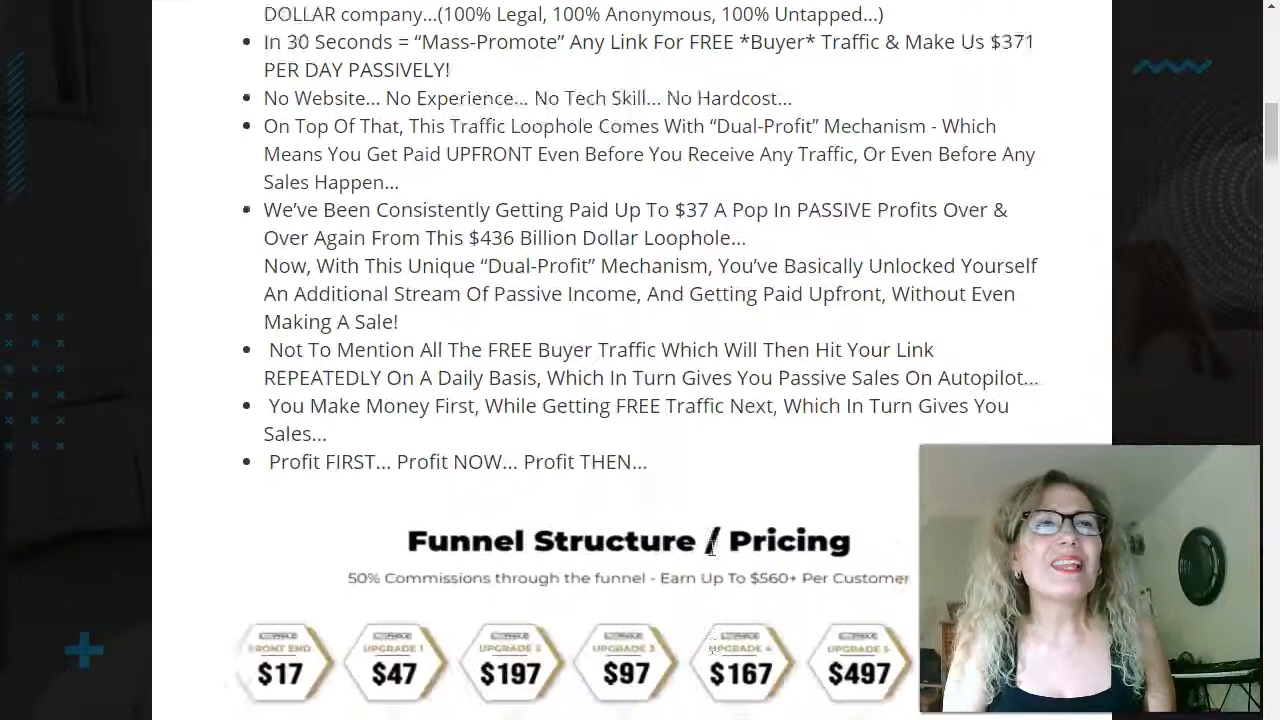 DOLLAR company...(100% Legal, 100% Anonymous, 100% Untapped...)
In 30 Seconds = “Mass-Promote” Any Link For FREE *Buyer* Traffic & Make Us $371
PER DAY PASSIVELY!
No Website... No Experience... No Tech Skill... No Hardcost...
On Top Of That, This Traffic Loophole Comes With “Dual-Profit” Mechanism - Which
Means You Get Paid UPFRONT Even Before You Receive Any Traffic, Or Even Before Any
Sales Happen...
We’ve Been Consistently Getting Paid Up To $37 A Pop In PASSIVE Profits Over &
Over Again From This $436 Billion Dollar Loophole...
Now, With This Unique “Dual-Profit” Mechanism, You’ve Basically Unlocked Yourself
An Additional Stream Of Passive Income, And Getting Paid Upfront, Without Even
Making A Sale!
Not To Mention All The FREE Buyer Traffic Which Will Then Hit Your Link
REPEATEDLY On A Daily Basis, Which In Turn Gives You Passive Sales On Autopilot...
You Make Money First, While Getting FREE Traffic Next, Which In Turn Gives You
Sales...
Profit FIRST... Profit NOW... Profit THEN...
Funnel Structure / Pricing
50% Commissions through the funnel - Earn Up To $560+ Per Customer
FRONT END UPGRADE 1 UPGRADE 2 UPGRADE 3 UPGRADE 4 UPGRADE 5
$17 $47 $197 $97 $167 $497